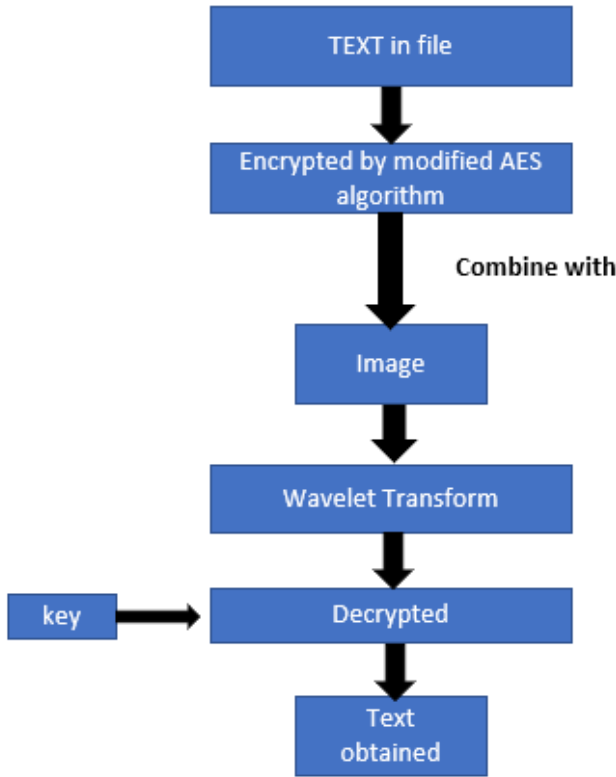 TEXT in file
Encrypted by modified AES
algorithm
Combine with
Image
Wavelet Transform
key
Decrypted
Text
obtained